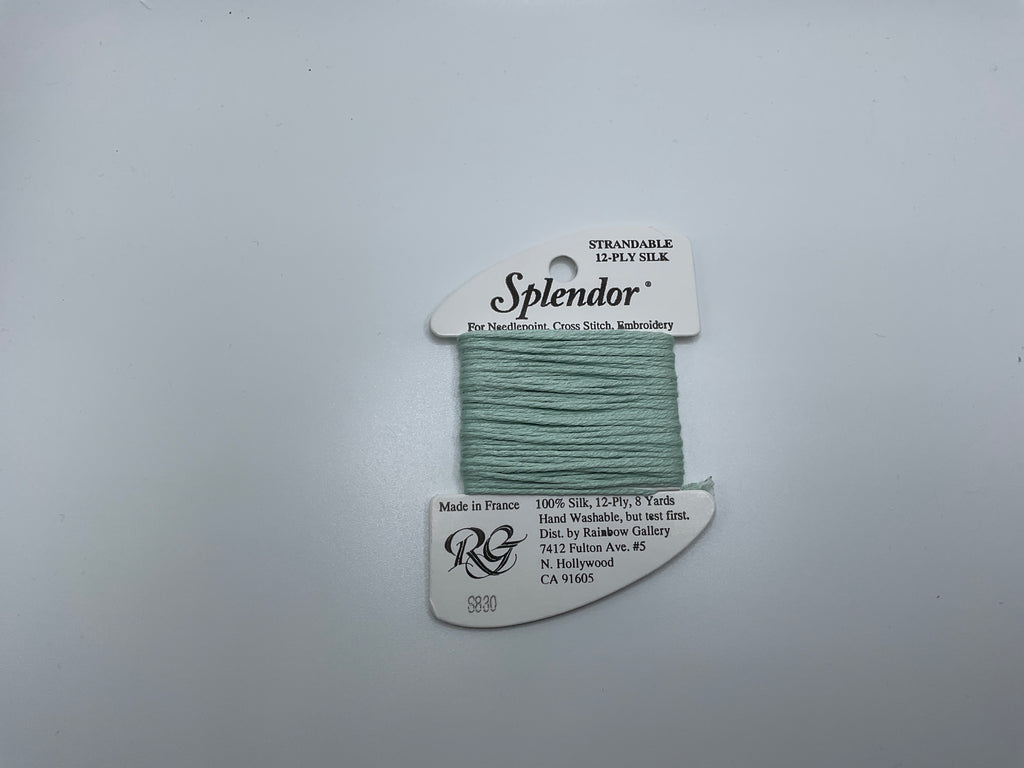 STRANDABLE
12-PLY SILK
Splendor®
For Needlepoint, Cross Stitch, Embroidery
Made in France
100% Silk, 12-Ply, 8 Yards
Hand Washable, but test first.
Dist. by Rainbow Gallery
7412 Fulton Ave. #5
N. Hollywood
CA 91605
RG
S830